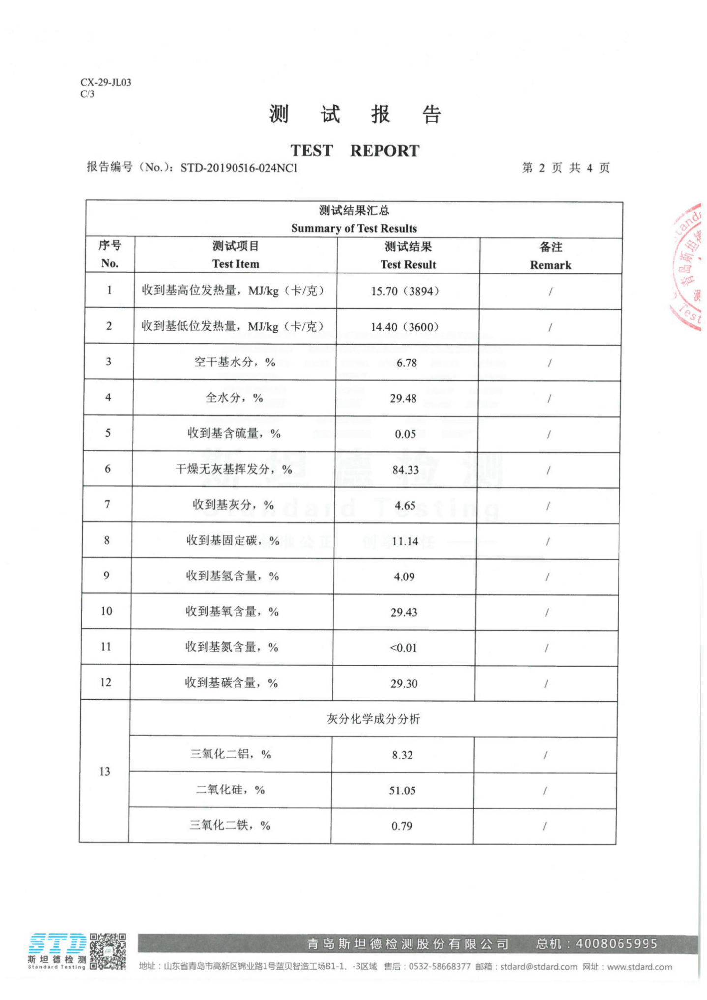 CX-29-JL03
C/3
测 试 报 告
TEST REPORT
报告编号（No.）：STD-20190516-024NC1 第 2 页 共 4 页
测试结果汇总
Summary of Test Results
序号 测试项目 测试结果 备注
No. Test Item Test Result Remark
1 收到基高位发热量，MJ/kg（卡/克） 15.70（3894） /
2 收到基低位发热量，MJ/kg（卡/克） 14.40（3600） /
3 空干基水分，% 6.78 /
4 全水分，% 29.48 /
5 收到基含硫量，% 0.05 /
斯坦德检测
6 干燥无灰基挥发分，% 84.33 /
Standard Testing
7 收到基灰分，% 4.65 /
8 收到基固定碳，% 11.14 /
9 收到基氢含量，% 4.09 /
10 收到基氧含量，% 29.43 /
11 收到基氮含量，% <0.01 /
12 收到基碳含量，% 29.30 /
13 灰分化学成分分析
三氧化二铝，% 8.32 /
二氧化硅，% 51.05 /
三氧化二铁，% 0.79 /
青岛斯坦德
测
Test
STD
斯坦德检测
Standard Testing
青岛斯坦德检测股份有限公司 总机：4008065995
地址：山东省青岛市高新区锦业路1号蓝贝智造工场B1-1、-3区域 售后：0532-58668377 邮箱：stdard@stdard.com 网址：www.stdard.com